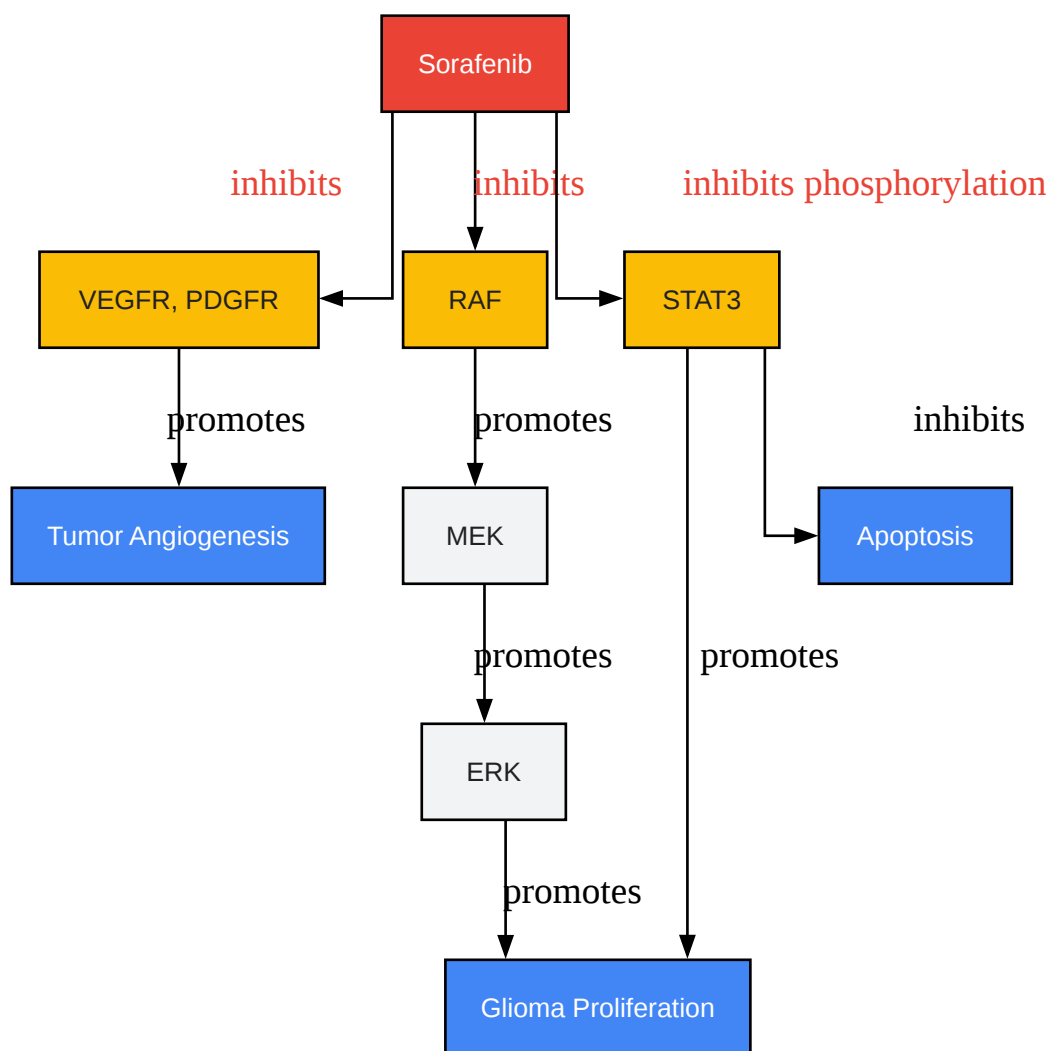 Sorafenib
inhibits
inhibits
inhibits phosphorylation
VEGFR, PDGFR
RAF
STAT3
promotes
promotes
inhibits
Tumor Angiogenesis
MEK
Apoptosis
promotes
promotes
ERK
promotes
Glioma Proliferation